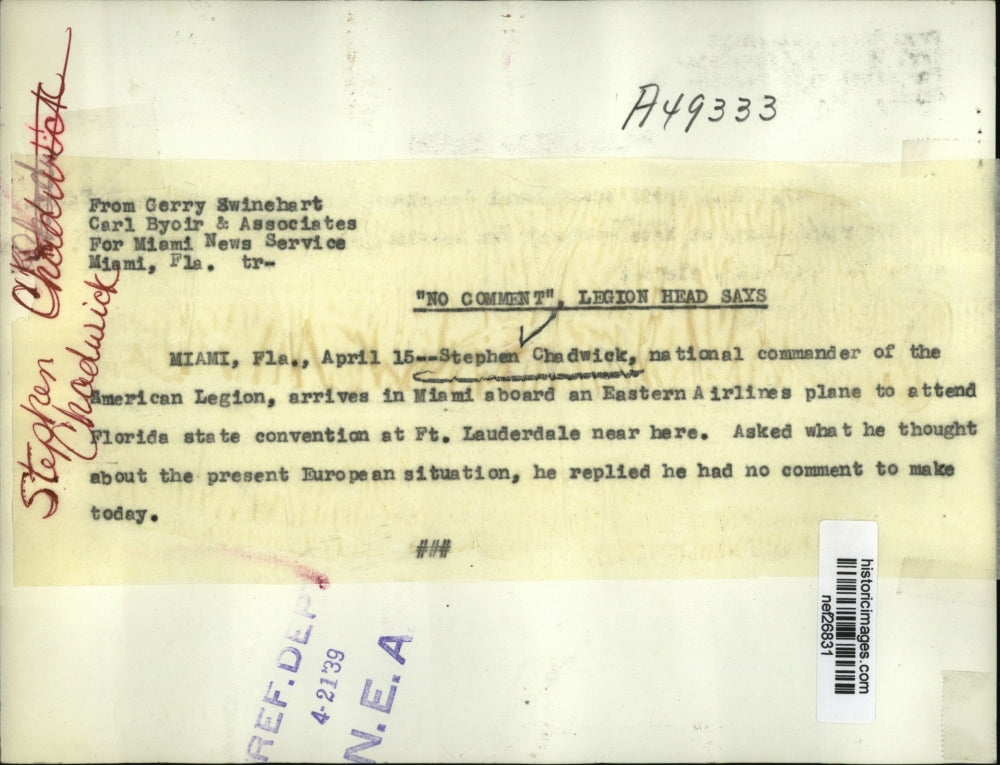 A49333
From Gerry Swinehart
Carl Byoir & Associates
For Miami News Service
Miami, Fla. tr-
"NO COMMENT", LEGION HEAD SAYS
MIAMI, Fla., April 15--Stephen Chadwick, national commander of the
American Legion, arrives in Miami aboard an Eastern Airlines plane to attend
Florida state convention at Ft. Lauderdale near here. Asked what he thought
about the present European situation, he replied he had no comment to make
today.
###
Stephen Chadwick
Chadwick
REF. DEPT
4-21 39
N.E.A
historicimages.com
nef26831